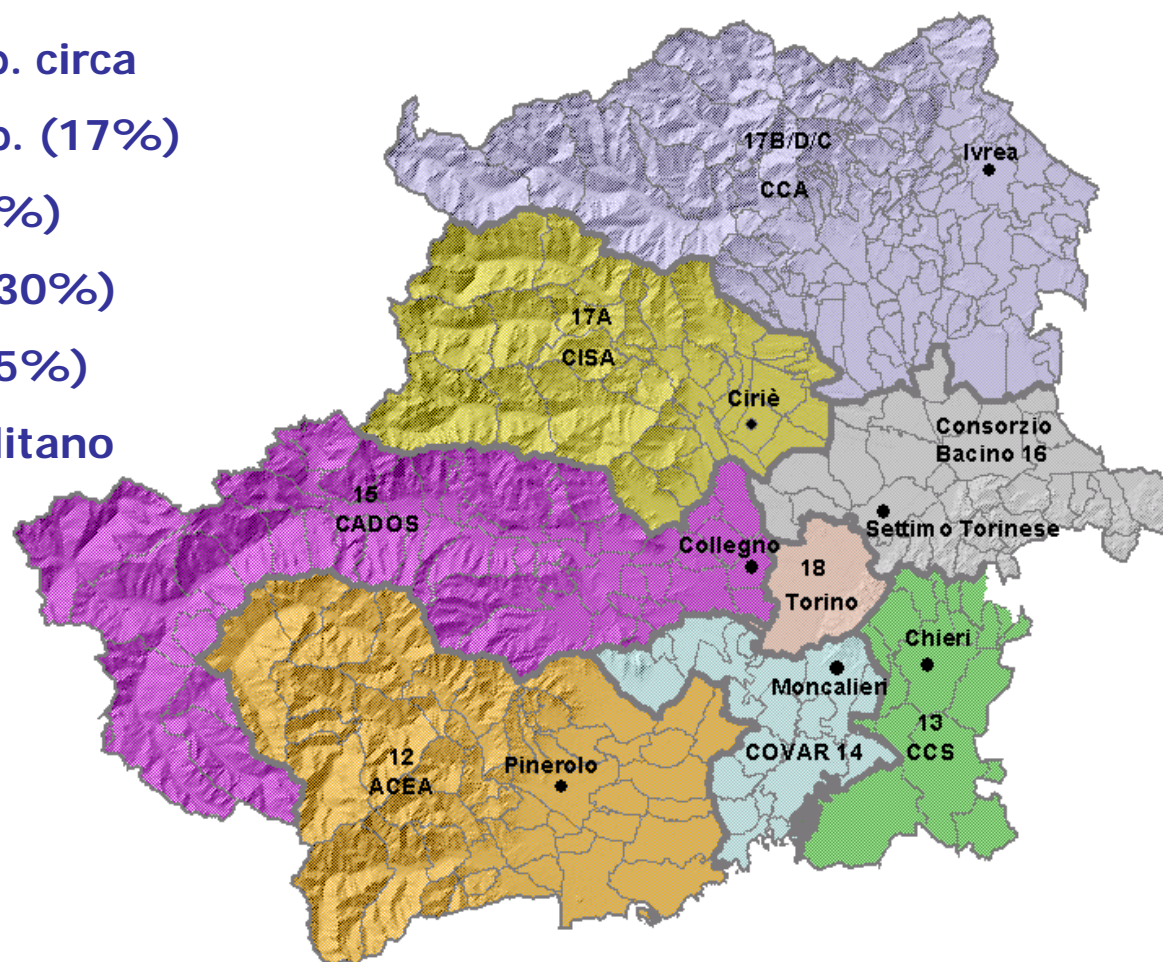 o. circa
o. (17%)
%)
30%)
5%)
litano
17B/D/C
CCA
Ivrea
17A
CISA
Ciriè
Consorzio
Bacino 16
15
CADOS
Settimo Torinese
Collegno
18
Torino
Chieri
Moncalieri
13
CCS
12
ACEA
Pinerolo
COVAR 14